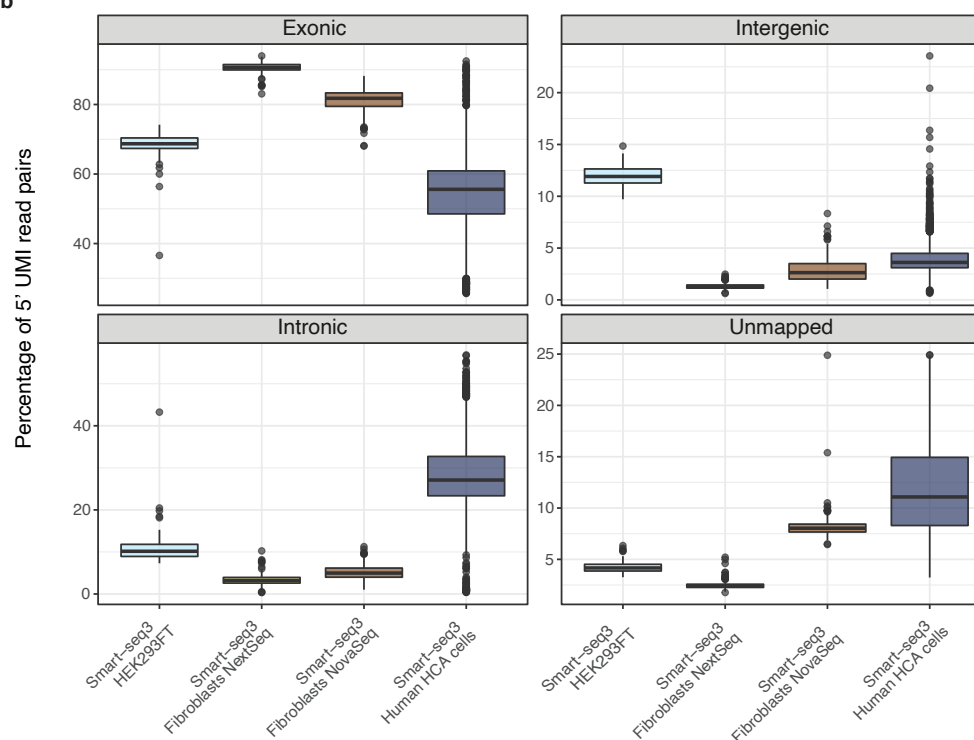 b
Percentage of 5' UMI read pairs
Exonic
80
60
40
Intergenic
20
15
10
5
0
Intronic
40
20
0
Unmapped
25
20
15
10
5
Smart−seq3
HEK293FT
Smart−seq3
Fibroblasts NextSeq
Smart−seq3
Fibroblasts NovaSeq
Smart−seq3
Human HCA cells
Smart−seq3
HEK293FT
Smart−seq3
Fibroblasts NextSeq
Smart−seq3
Fibroblasts NovaSeq
Smart−seq3
Human HCA cells